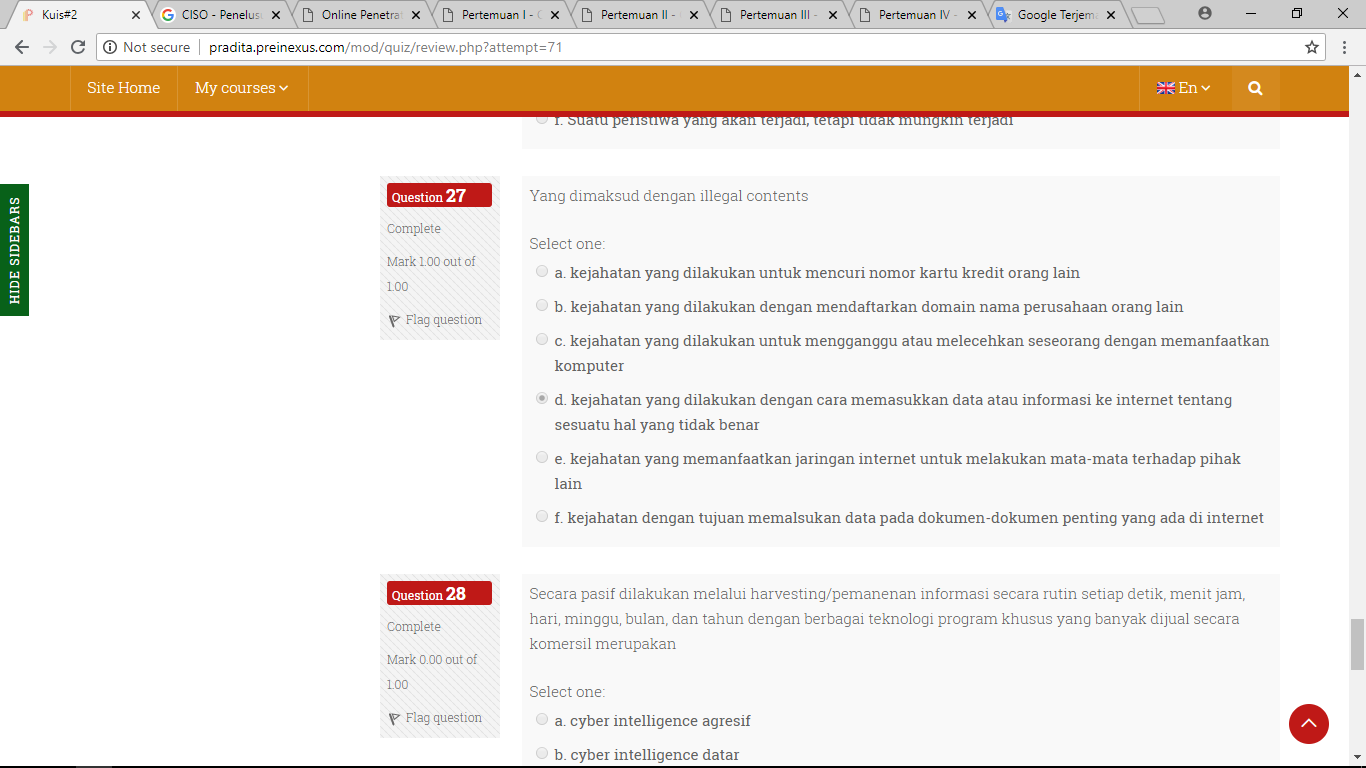 Kuis#2
CISO - Penelus
Online Penetra
Pertemuan I -
Pertemuan II -
Pertemuan III -
Pertemuan IV -
Google Terjem
Not secure
pradita.preinexus.com/mod/quiz/review.php?attempt=71
Site Home
My courses
En
HIDE SIDEBARS
f. Suatu peristiwa yang akan terjadi, tetapi tidak mungkin terjadi
Question 27
Complete
Mark 1.00 out of
1.00
Flag question
Yang dimaksud dengan illegal contents
Select one:
a. kejahatan yang dilakukan untuk mencuri nomor kartu kredit orang lain
b. kejahatan yang dilakukan dengan mendaftarkan domain nama perusahaan orang lain
c. kejahatan yang dilakukan untuk mengganggu atau melecehkan seseorang dengan memanfaatkan
komputer
d. kejahatan yang dilakukan dengan cara memasukkan data atau informasi ke internet tentang
sesuatu hal yang tidak benar
e. kejahatan yang memanfaatkan jaringan internet untuk melakukan mata-mata terhadap pihak
lain
f. kejahatan dengan tujuan memalsukan data pada dokumen-dokumen penting yang ada di internet
Question 28
Complete
Mark 0.00 out of
1.00
Flag question
Secara pasif dilakukan melalui harvesting/pemanenan informasi secara rutin setiap detik, menit jam,
hari, minggu, bulan, dan tahun dengan berbagai teknologi program khusus yang banyak dijual secara
komersil merupakan
Select one:
a. cyber intelligence agresif
b. cyber intelligence datar